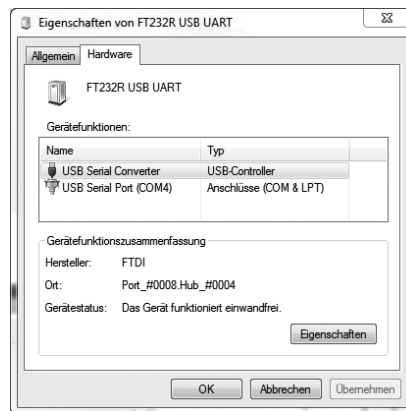 Eigenschaften von FT232R USB UART
Allgemein Hardware
FT232R USB UART
Gerätefunktionen:
Name Typ
USB Serial Converter USB-Controller
USB Serial Port (COM4) Anschlüsse (COM & LPT)
Gerätefunktionszusammenfassung
Hersteller: FTDI
Ort: Port_#0008.Hub_#0004
Gerätestatus: Das Gerät funktioniert einwandfrei.
Eigenschaften
OK Abbrechen Übernehmen